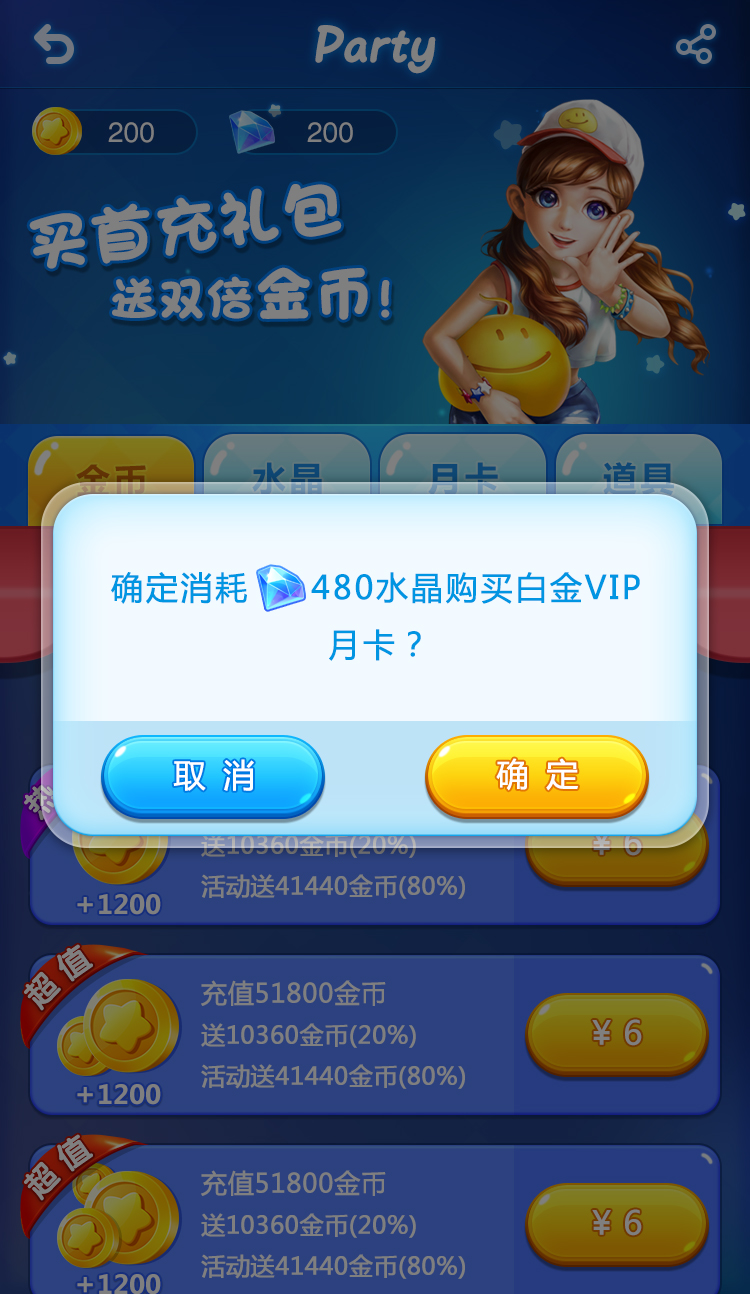 Party
200
200
买首充礼包
送双倍金币!
金币
水晶
月卡
道具
确定消耗480水晶购买白金VIP
月卡？
取消
确定
热
送10360金币(20%)
活动送41440金币(80%)
¥ 6
+1200
超值
充值51800金币
送10360金币(20%)
活动送41440金币(80%)
¥ 6
+1200
超值
充值51800金币
送10360金币(20%)
活动送41440金币(80%)
¥ 6
+1200